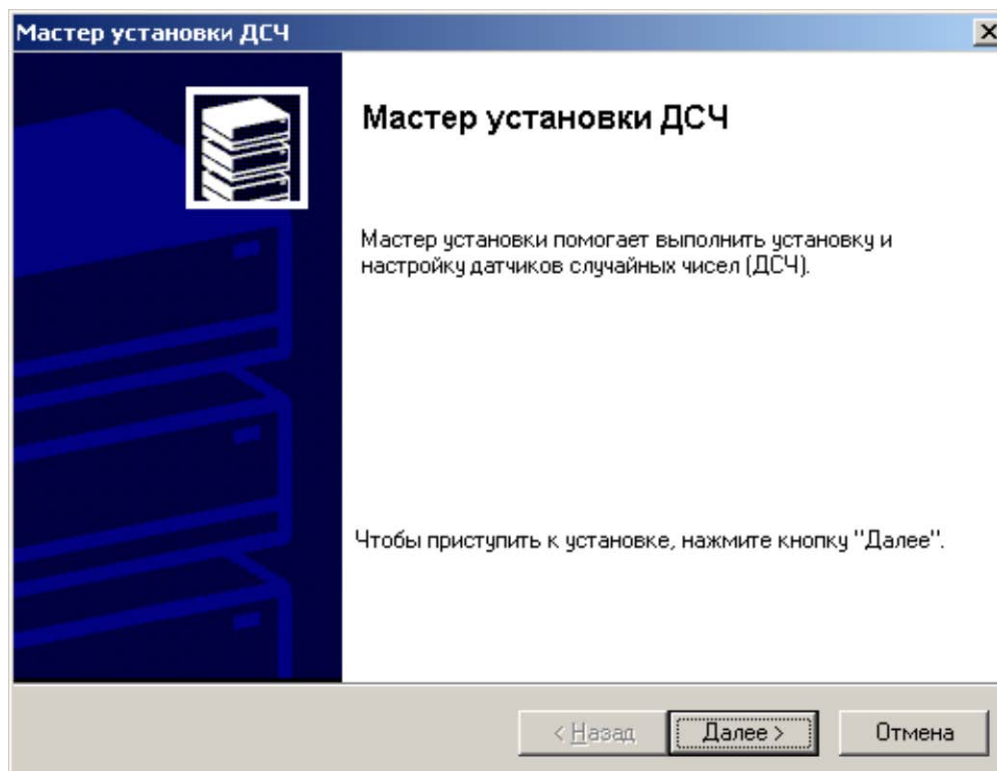 Мастер установки ДСЧ
Мастер установки ДСЧ
Мастер установки помогает выполнить установку и
настройку датчиков случайных чисел (ДСЧ).
Чтобы приступить к установке, нажмите кнопку "Далее".
< Назад Далее > Отмена